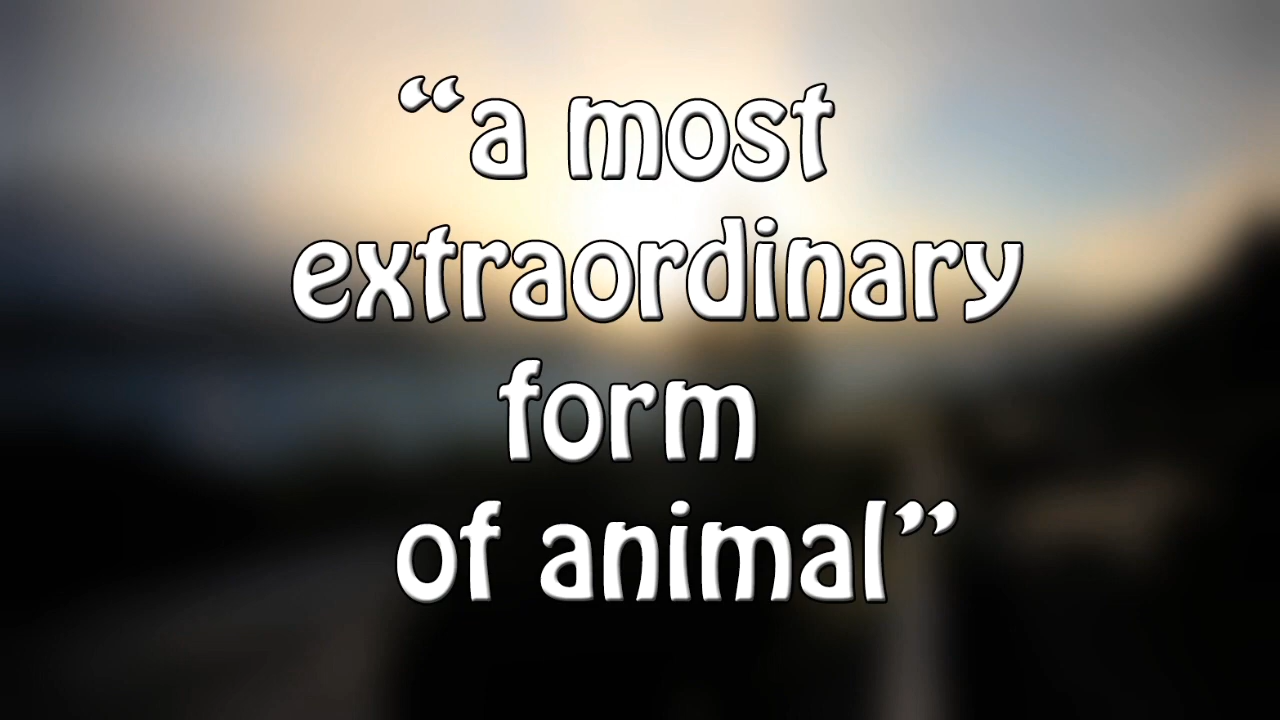 “a most
extraordinary
form
of animal”